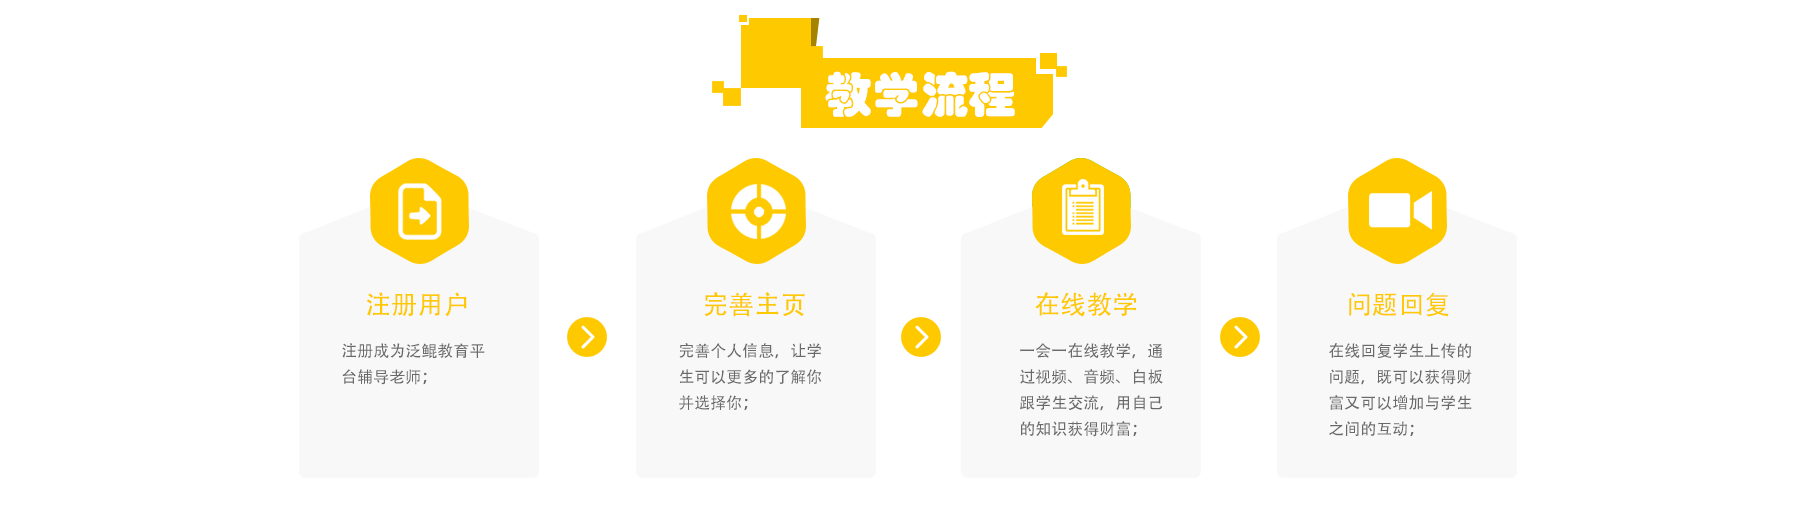 教学流程
注册用户
注册成为泛鲲教育平
台辅导老师；
完善主页
完善个人信息，让学
生可以更多的了解你
并选择你；
在线教学
一会一在线教学，通
过视频、音频、白板
跟学生交流，用自己
的知识获得财富；
问题回复
在线回复学生上传的
问题，既可以获得财
富又可以增加与学生
之间的互动；